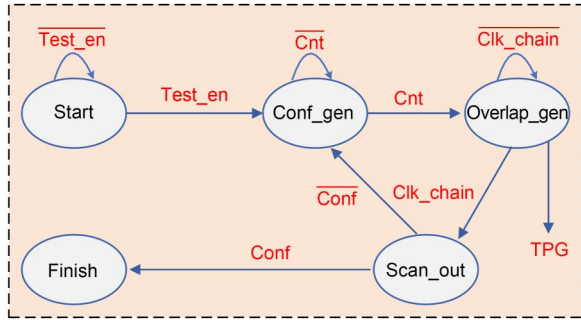 Test_en
Cnt
Clk_chain
Start
Test_en
Conf_gen
Cnt
Overlap_gen
Conf
Clk_chain
TPG
Finish
Conf
Scan_out